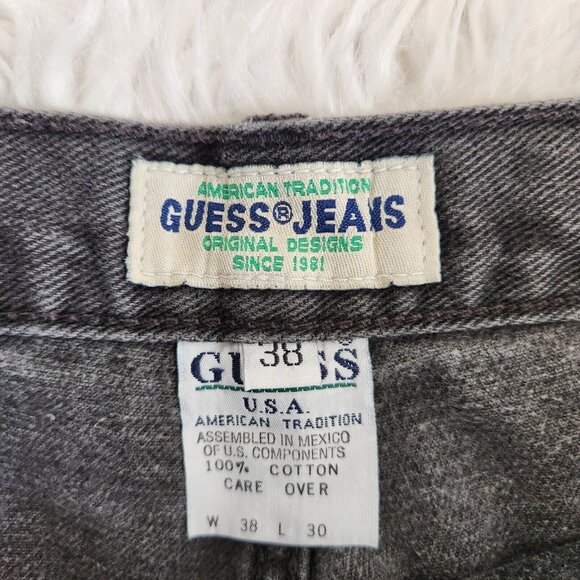 AMERICAN TRADITION
GUESS® JEANS
ORIGINAL DESIGNS
SINCE 1981
38
GUESS ®
U.S.A.
AMERICAN TRADITION
ASSEMBLED IN MEXICO
OF U.S. COMPONENTS
100% COTTON
CARE OVER
W 38 L 30